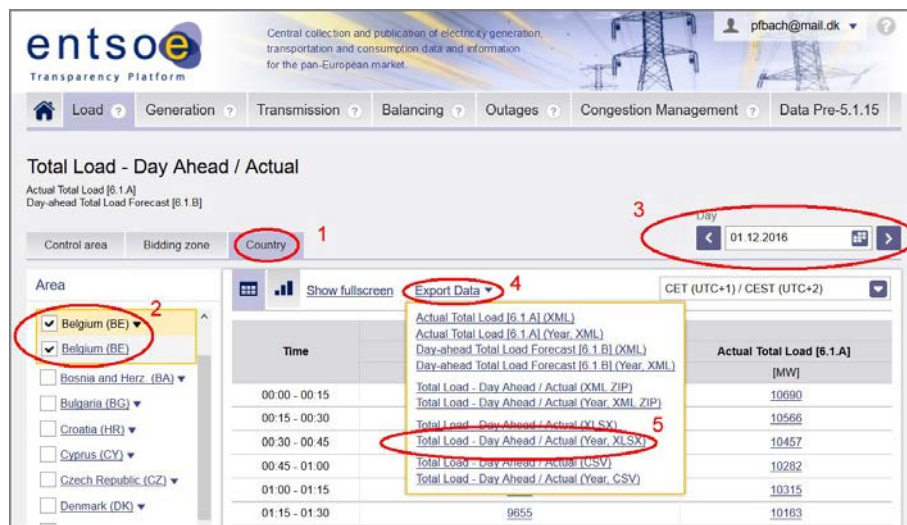 entsoe
Transparency Platform
Central collection and publication of electricity generation,
transportation and consumption data and information
for the pan-European market.
pfbach@mail.dk
?
Load ?
Generation ?
Transmission ?
Balancing ?
Outages ?
Congestion Management ?
Data Pre-5.1.15
Total Load - Day Ahead / Actual
Actual Total Load [6.1.A]
Day-ahead Total Load Forecast [6.1.B]
3
Day
01.12.2016
Control area
Bidding zone
Country
1
Area
2
Belgium (BE)
Belgium (BE)
Bosnia and Herz. (BA)
Bulgaria (BG)
Croatia (HR)
Cyprus (CY)
Czech Republic (CZ)
Denmark (DK)
Show fullscreen
Export Data
4
CET (UTC+1) / CEST (UTC+2)
Actual Total Load [6.1.A] (XML)
Actual Total Load [6.1.A] (Year, XML)
Day-ahead Total Load Forecast [6.1.B] (XML)
Day-ahead Total Load Forecast [6.1.B] (Year, XML)
Total Load - Day Ahead / Actual (XML ZIP)
Total Load - Day Ahead / Actual (Year, XML ZIP)
Total Load - Day Ahead / Actual (XLSX)
5
Total Load - Day Ahead / Actual (Year, XLSX)
Total Load - Day Ahead / Actual (CSV)
Total Load - Day Ahead / Actual (Year, CSV)
Time
Actual Total Load [6.1.A]
[MW]
00:00 - 00:15
10690
00:15 - 00:30
10566
00:30 - 00:45
10457
00:45 - 01:00
10282
01:00 - 01:15
10315
01:15 - 01:30
9655
10163